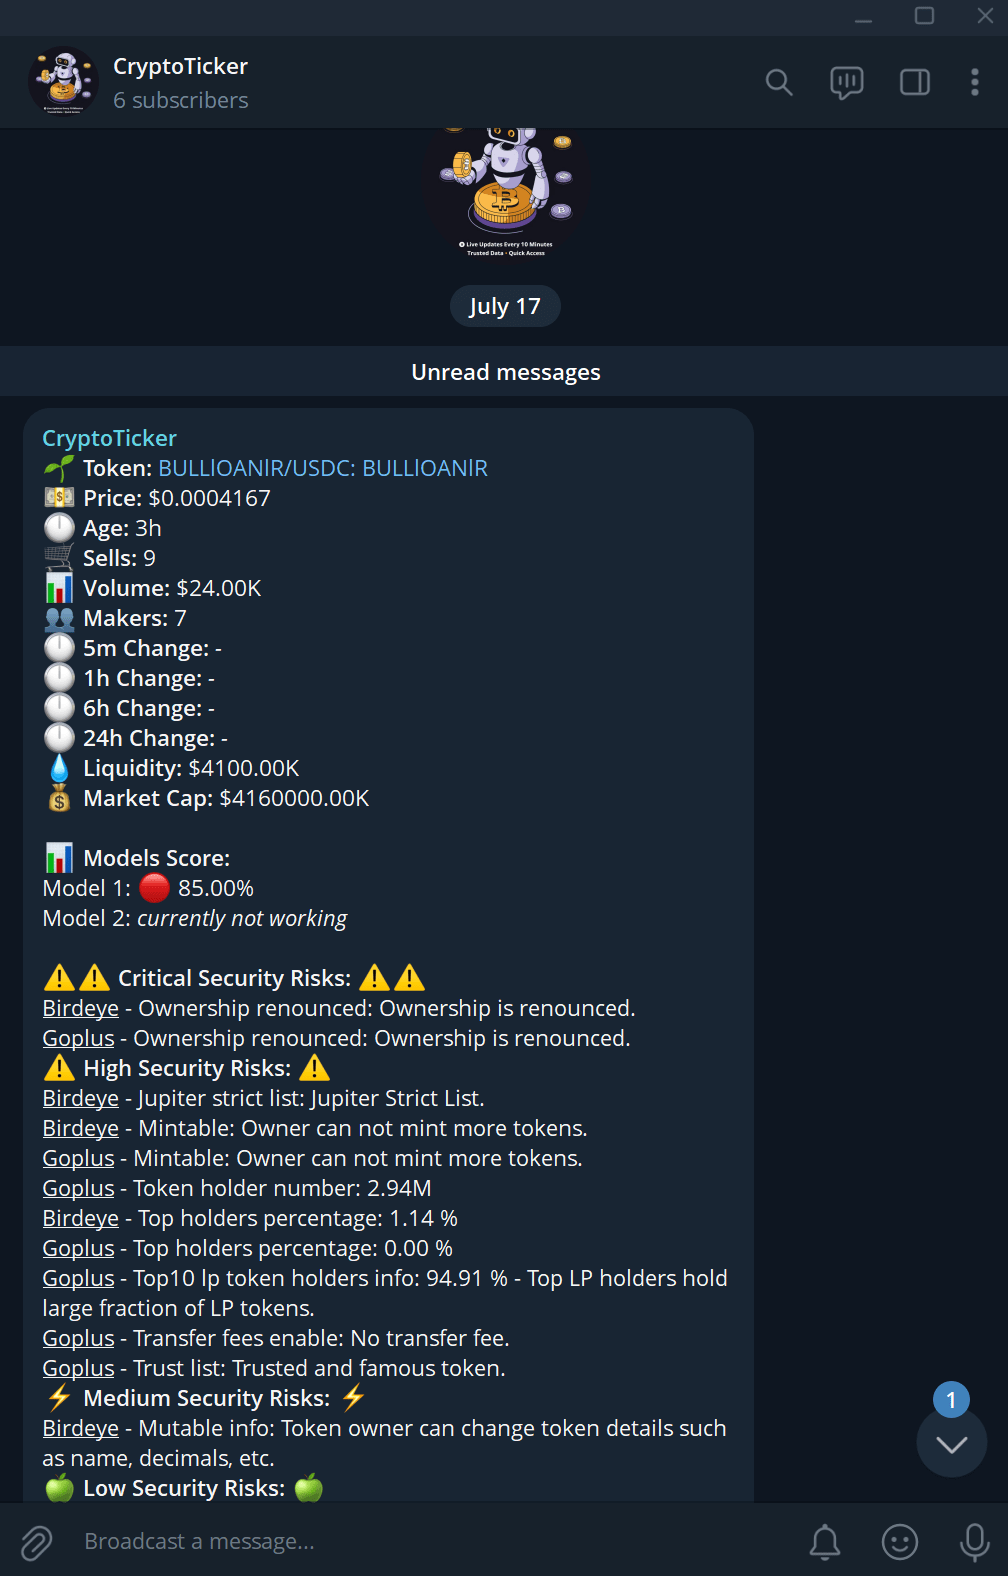 CryptoTicker
6 subscribers
Live Updates Every 10 Minutes
Trusted Data - Quick Access
July 17
Unread messages
CryptoTicker
Token: BULLlOANlR/USDC: BULLlOANlR
Price: $0.0004167
Age: 3h
Sells: 9
Volume: $24.00K
Makers: 7
5m Change: -
1h Change: -
6h Change: -
24h Change: -
Liquidity: $4100.00K
Market Cap: $4160000.00K
Models Score:
Model 1: 85.00%
Model 2: currently not working
Critical Security Risks:
Birdeye - Ownership renounced: Ownership is renounced.
Goplus - Ownership renounced: Ownership is renounced.
High Security Risks:
Birdeye - Jupiter strict list: Jupiter Strict List.
Birdeye - Mintable: Owner can not mint more tokens.
Goplus - Mintable: Owner can not mint more tokens.
Goplus - Token holder number: 2.94M
Birdeye - Top holders percentage: 1.14 %
Goplus - Top holders percentage: 0.00 %
Goplus - Top10 lp token holders info: 94.91 % - Top LP holders hold
large fraction of LP tokens.
Goplus - Transfer fees enable: No transfer fee.
Goplus - Trust list: Trusted and famous token.
Medium Security Risks:
Birdeye - Mutable info: Token owner can change token details such
as name, decimals, etc.
Low Security Risks:
1
Broadcast a message...